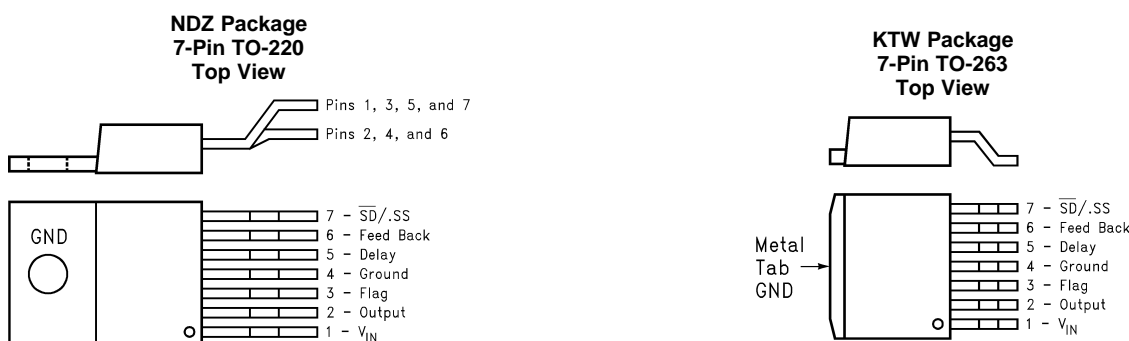 NDZ Package
7-Pin TO-220
Top View
Pins 1, 3, 5, and 7
Pins 2, 4, and 6
GND
7 – S̅D̅/.SS
6 – Feed Back
5 – Delay
4 – Ground
3 – Flag
2 – Output
1 – VIN
KTW Package
7-Pin TO-263
Top View
Metal
Tab
GND
7 – S̅D̅/.SS
6 – Feed Back
5 – Delay
4 – Ground
3 – Flag
2 – Output
1 – VIN